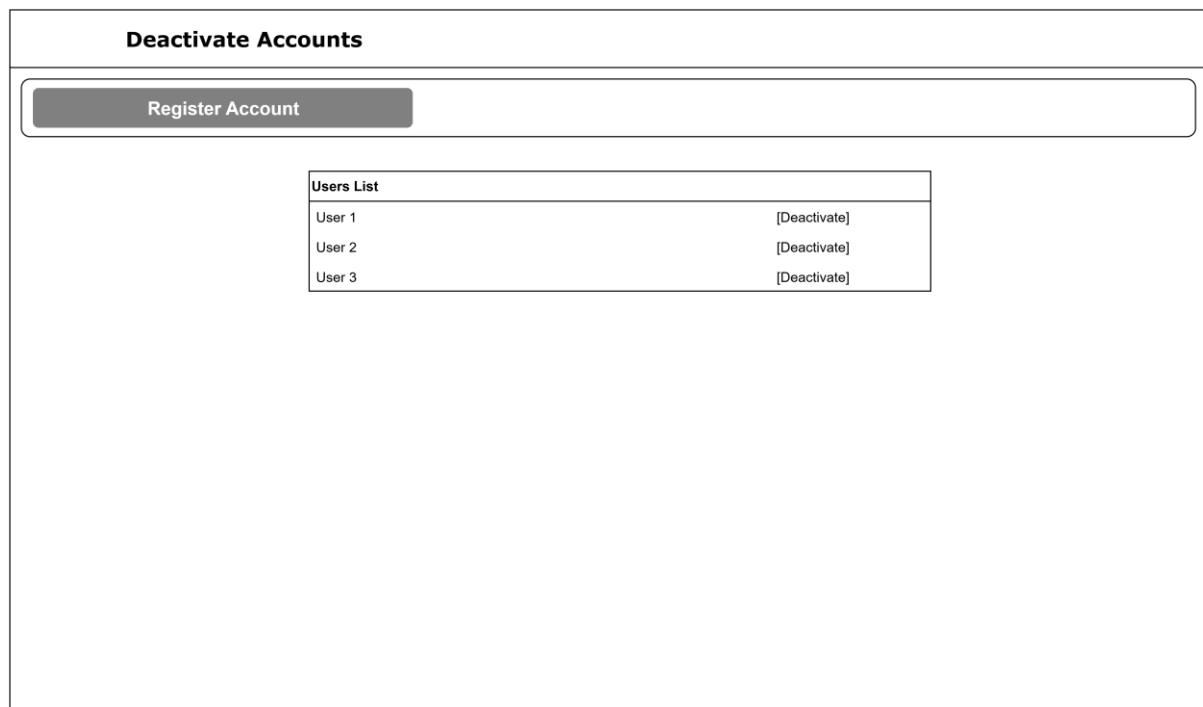 Deactivate Accounts
Register Account
Users List
User 1 [Deactivate]
User 2 [Deactivate]
User 3 [Deactivate]